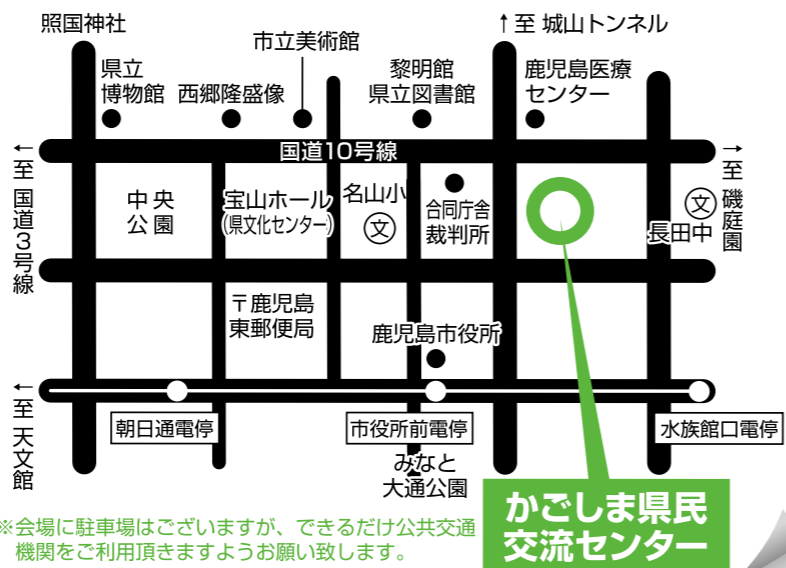 照国神社
↑至 城山トンネル
市立美術館
県立
博物館
西郷隆盛像
黎明館
県立図書館
鹿児島医療
センター
国道10号線
←至 国道3号線
→至 磯庭園
中央
公園
宝山ホール
(県文化センター)
名山小
文
合同庁舎
裁判所
文
長田中
〒鹿児島
東郵便局
鹿児島市役所
←至 天文館
朝日通電停
市役所前電停
水族館口電停
みなと
大通公園
かごしま県民
交流センター
※会場に駐車場はございますが、できるだけ公共交通
機関をご利用頂きますようお願い致します。